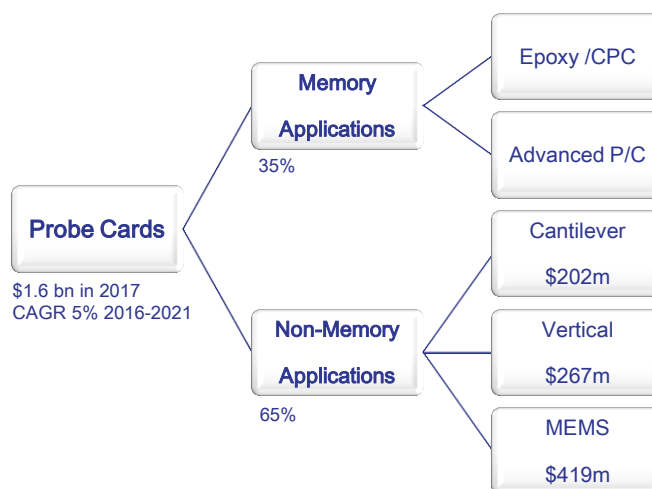 Probe Cards
$1.6 bn in 2017
CAGR 5% 2016-2021
Memory
Applications
35%
Epoxy /CPC
Advanced P/C
Non-Memory
Applications
65%
Cantilever
$202m
Vertical
$267m
MEMS
$419m